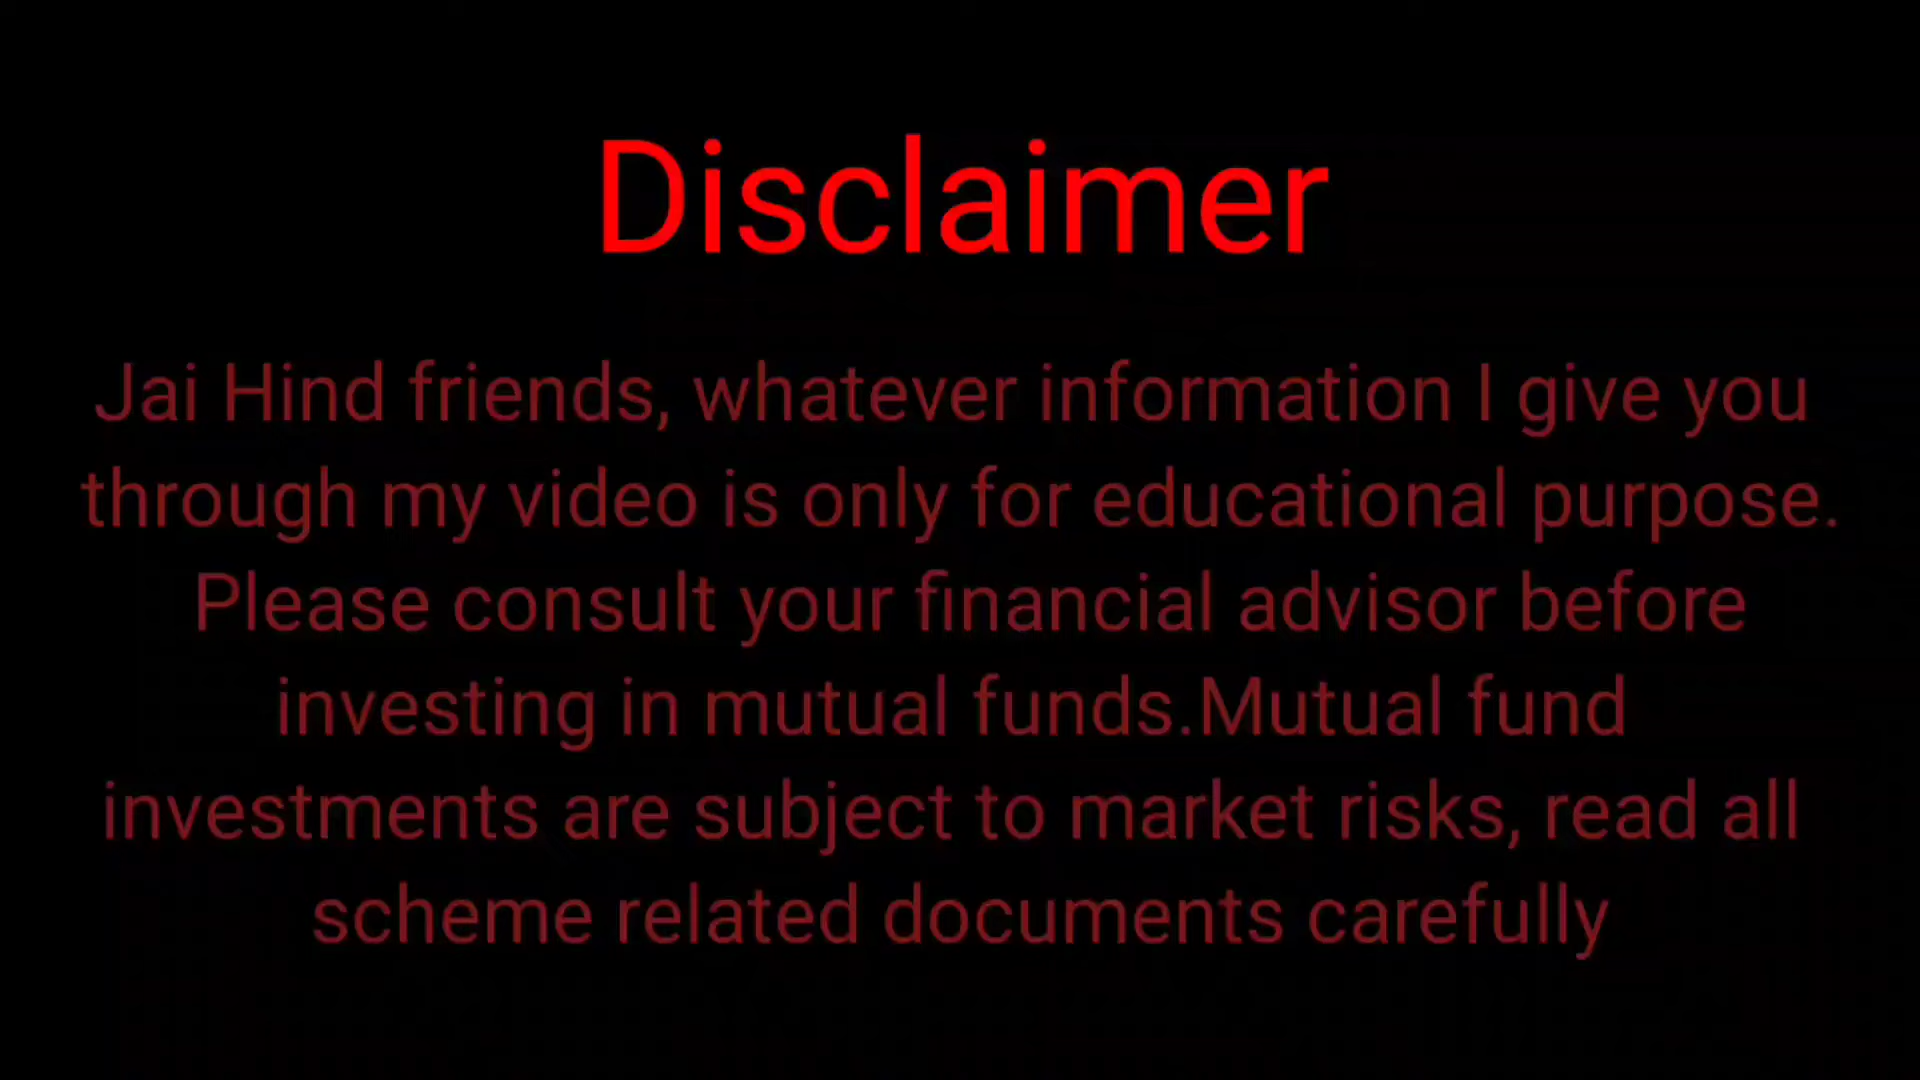 Disclaimer
Jai Hind friends, whatever information I give you
through my video is only for educational purpose.
Please consult your financial advisor before
investing in mutual funds.Mutual fund
investments are subject to market risks, read all
scheme related documents carefully